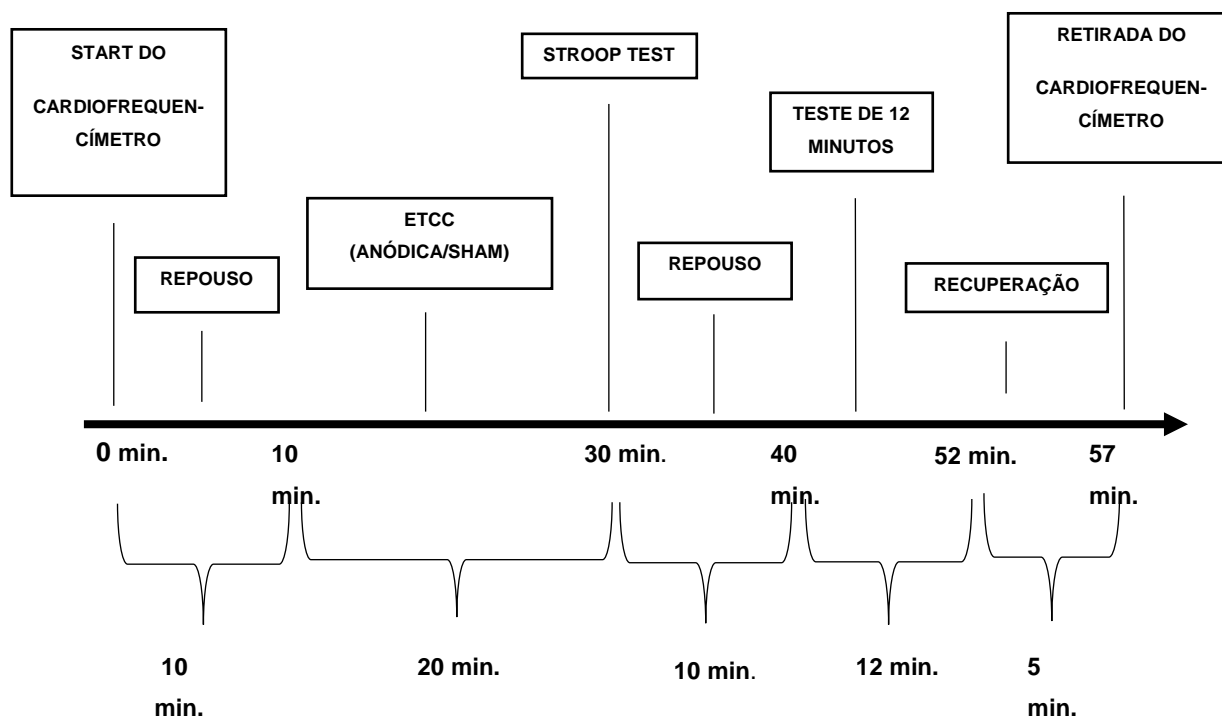 START DO
CARDIOFREQUEN-
CÍMETRO
REPOUSO
ETCC
(ANÓDICA/SHAM)
STROOP TEST
REPOUSO
TESTE DE 12
MINUTOS
RECUPERAÇÃO
RETIRADA DO
CARDIOFREQUEN-
CÍMETRO
0 min.
10
min.
30 min.
40
min.
52 min.
57
min.
10
min.
20 min.
10 min.
12 min.
5
min.